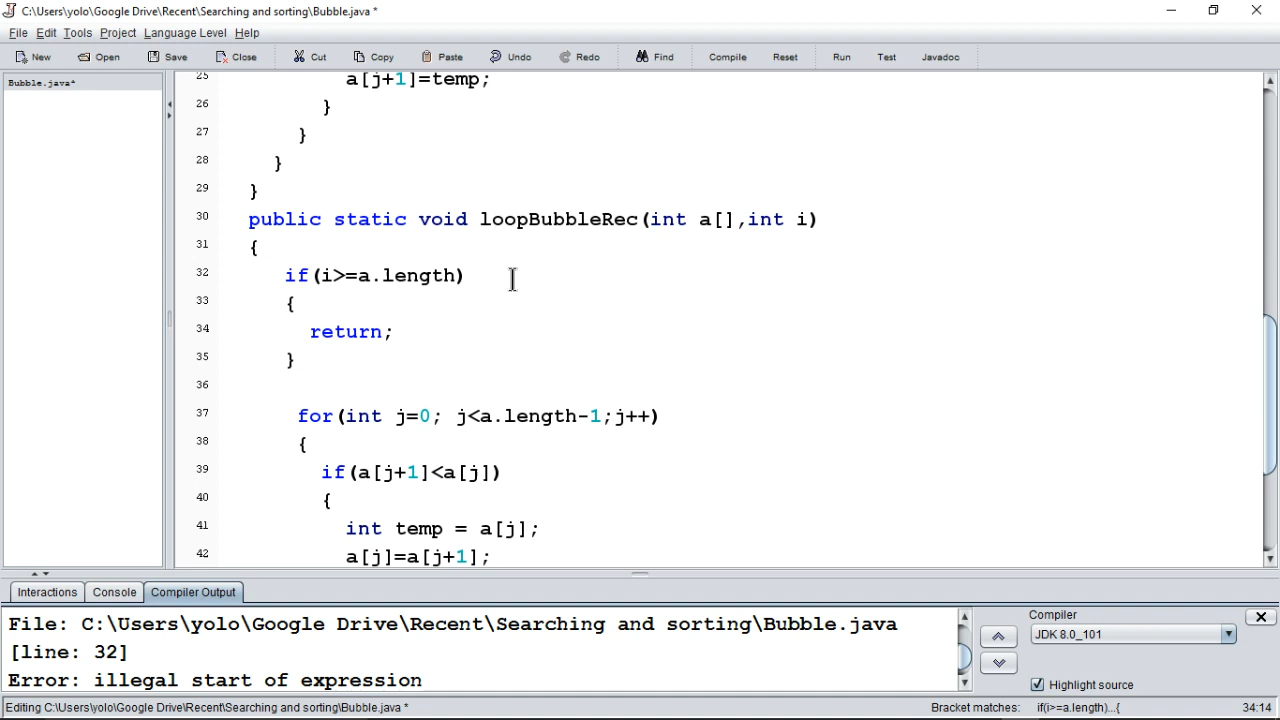 C:\Users\yolo\Google Drive\Recent\Searching and sorting\Bubble.java *
File Edit Tools Project Language Level Help
New Open Save Close Cut Copy Paste Undo Redo Find Compile Reset Run Test Javadoc
Bubble.java*
25 a[j+1]=temp;
26 }
27 }
28 }
29 }
30 public static void loopBubbleRec(int a[],int i)
31 {
32 if(i>=a.length)
33 {
34 return;
35 }
36
37 for(int j=0; j<a.length-1;j++)
38 {
39 if(a[j+1]<a[j])
40 {
41 int temp = a[j];
42 a[j]=a[j+1];
Interactions Console Compiler Output
File: C:\Users\yolo\Google Drive\Recent\Searching and sorting\Bubble.java
[line: 32]
Error: illegal start of expression
Compiler
JDK 8.0_101
Highlight source
Editing C:\Users\yolo\Google Drive\Recent\Searching and sorting\Bubble.java * Bracket matches: if(i>=a.length)...{ 34:14